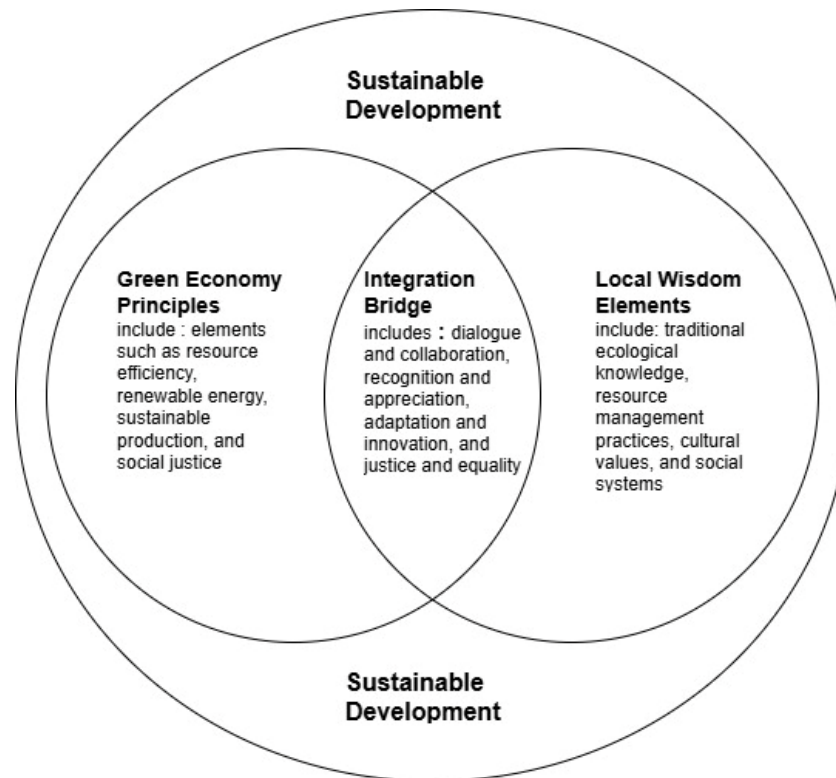 Sustainable
Development
Green Economy
Principles
include : elements
such as resource
efficiency,
renewable energy,
sustainable
production, and
social justice
Integration
Bridge
includes：dialogue
and collaboration,
recognition and
appreciation,
adaptation and
innovation, and
justice and equality
Local Wisdom
Elements
include: traditional
ecological
knowledge,
resource
management
practices, cultural
values, and social
systems
Sustainable
Development